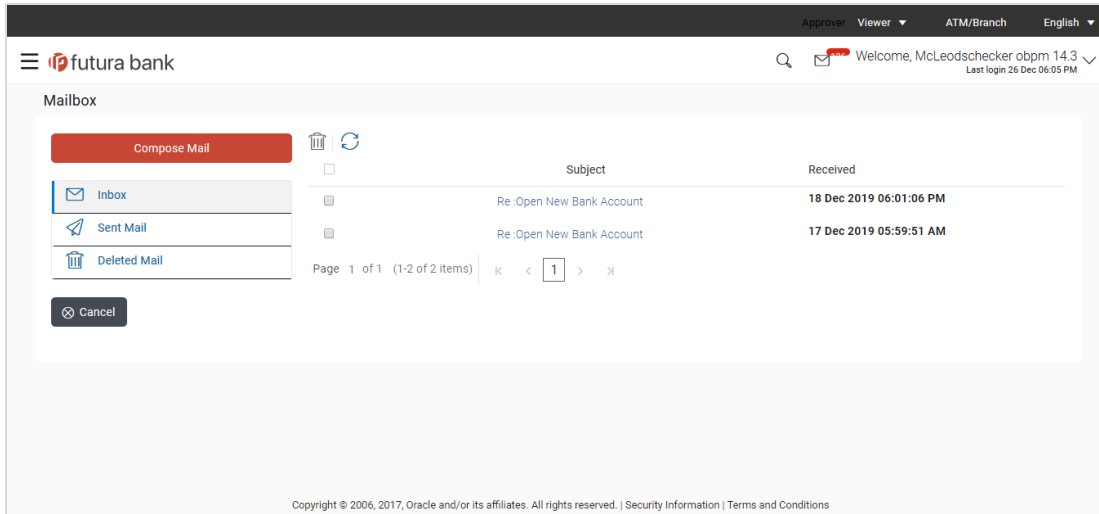 Approver Viewer ATM/Branch English
futura bank
Welcome, McLeodschecker obpm 14.3
Last login 26 Dec 06:05 PM
Mailbox
Compose Mail
Subject Received
Inbox
Re :Open New Bank Account 18 Dec 2019 06:01:06 PM
Sent Mail
Re :Open New Bank Account 17 Dec 2019 05:59:51 AM
Deleted Mail
Page 1 of 1 (1-2 of 2 items) 1
Cancel
Copyright © 2006, 2017, Oracle and/or its affiliates. All rights reserved. | Security Information | Terms and Conditions